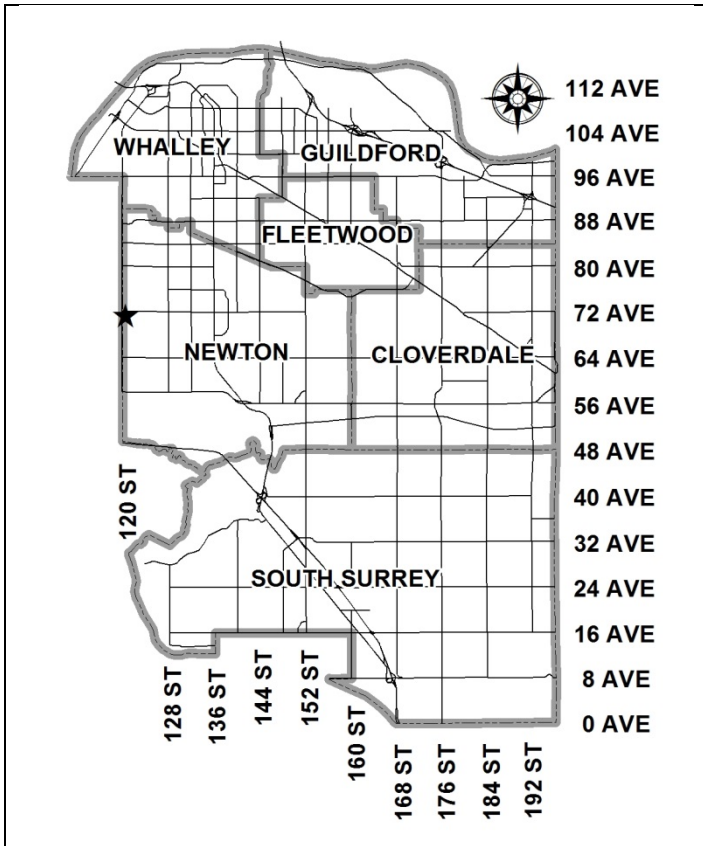 112 AVE
104 AVE
WHALLEY
GUILDFORD
96 AVE
88 AVE
FLEETWOOD
80 AVE
72 AVE
NEWTON
CLOVERDALE
64 AVE
56 AVE
48 AVE
120 ST
40 AVE
32 AVE
SOUTH SURREY
24 AVE
16 AVE
8 AVE
0 AVE
128 ST
136 ST
144 ST
152 ST
160 ST
168 ST
176 ST
184 ST
192 ST